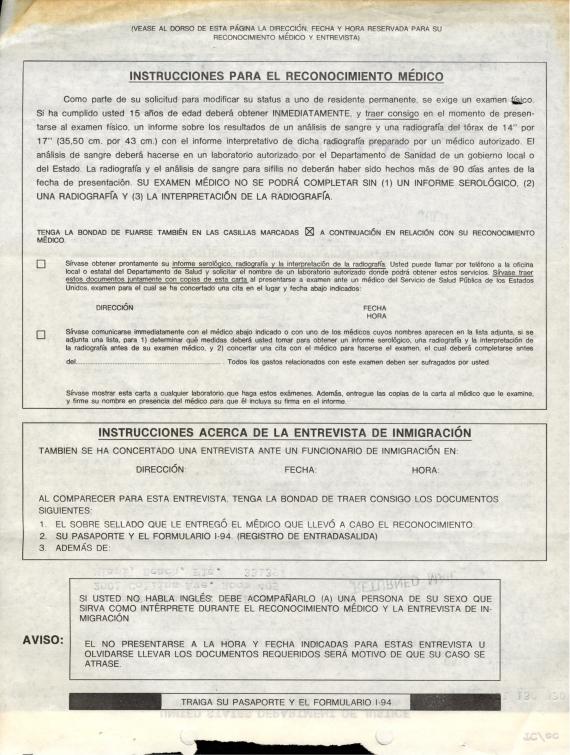 (VEASE AL DORSO DE ESTA PÁGINA LA DIRECCIÓN, FECHA Y HORA RESERVADA PARA SU
RECONOCIMIENTO MÉDICO Y ENTREVISTA)
INSTRUCCIONES PARA EL RECONOCIMIENTO MÉDICO
Como parte de su solicitud para modificar su status a uno de residente permanente, se exige un examen físico.
Si ha cumplido usted 15 años de edad deberá obtener INMEDIATAMENTE, y traer consigo en el momento de presen-
tarse al examen físico, un informe sobre los resultados de un análisis de sangre y una radiografía del tórax de 14" por
17" (35,50 cm. por 43 cm.) con el informe interpretativo de dicha radiografía preparado por un médico autorizado. El
análisis de sangre deberá hacerse en un laboratorio autorizado por el Departamento de Sanidad de un gobierno local o
del Estado. La radiografía y el análisis de sangre para sífilis no deberán haber sido hechos más de 90 días antes de la
fecha de presentación. SU EXAMEN MÉDICO NO SE PODRÁ COMPLETAR SIN (1) UN INFORME SEROLÓGICO, (2)
UNA RADIOGRAFÍA Y (3) LA INTERPRETACIÓN DE LA RADIOGRAFÍA.
TENGA LA BONDAD DE FIJARSE TAMBIÉN EN LAS CASILLAS MARCADAS ☒ A CONTINUACIÓN EN RELACIÓN CON SU RECONOCIMIENTO
MÉDICO.
Sírvase obtener prontamente su informe serológico, radiografía y la interpretación de la radiografía. Usted puede llamar por teléfono a la oficina
local o estatal del Departamento de Salud y solicitar el nombre de un laboratorio autorizado donde podrá obtener estos servicios. Sírvase traer
estos documentos juntamente con copias de esta carta al presentarse a examen ante un médico del Servicio de Salud Pública de los Estados
Unidos, examen para el cual se ha concertado una cita en el lugar y fecha abajo indicados:
DIRECCIÓN FECHA
HORA
Sírvase comunicarse immediatamente con el médico abajo indicado o con uno de los médicos cuyos nombres aparecen en la lista adjunta, si se
adjunta una lista, para 1) determinar qué medidas deberá usted tomar para obtener un informe serológico, una radiografía y la interpretación de
la radiografía antes de su examen médico, y 2) concertar una cita con el médico para hacerse el examen, el cual deberá completarse antes
del............................................................ Todos los gastos relacionados con este examen deben ser sufragados por usted.
Sírvase mostrar esta carta a cualquier laboratorio que haga estos exámenes. Además, entregue las copias de la carta al médico que le examine,
y firme su nombre en presencia del médico para que él incluya su firma en el informe.
INSTRUCCIONES ACERCA DE LA ENTREVISTA DE INMIGRACIÓN
TAMBIEN SE HA CONCERTADO UNA ENTREVISTA ANTE UN FUNCIONARIO DE INMIGRACIÓN EN:
DIRECCIÓN: FECHA: HORA:
AL COMPARECER PARA ESTA ENTREVISTA, TENGA LA BONDAD DE TRAER CONSIGO LOS DOCUMENTOS
SIGUIENTES:
1. EL SOBRE SELLADO QUE LE ENTREGÓ EL MÉDICO QUE LLEVÓ A CABO EL RECONOCIMIENTO.
2. SU PASAPORTE Y EL FORMULARIO I-94. (REGISTRO DE ENTRADASALIDA)
3. ADEMÁS DE:
SI USTED NO HABLA INGLÉS: DEBE ACOMPAÑARLO (A) UNA PERSONA DE SU SEXO QUE
SIRVA COMO INTÉRPRETE DURANTE EL RECONOCIMIENTO MÉDICO Y LA ENTREVISTA DE IN-
MIGRACIÓN
AVISO:
EL NO PRESENTARSE A LA HORA Y FECHA INDICADAS PARA ESTAS ENTREVISTA U
OLVIDARSE LLEVAR LOS DOCUMENTOS REQUERIDOS SERÁ MOTIVO DE QUE SU CASO SE
ATRASE.
TRAIGA SU PASAPORTE Y EL FORMULARIO I-94